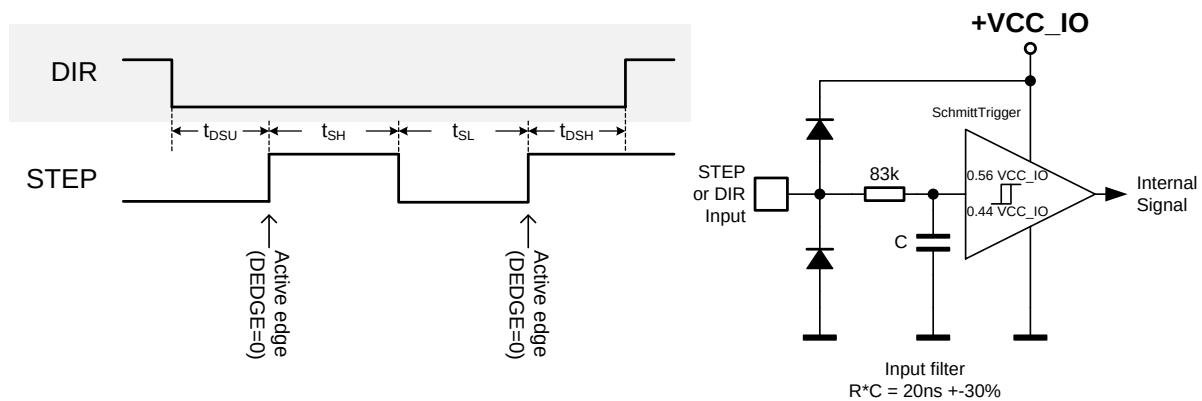 DIR
tDSU
tSH
tSL
tDSH
STEP
Active edge
(DEDGE=0)
Active edge
(DEDGE=0)
+VCC_IO
SchmittTrigger
STEP
or DIR
Input
83k
0.56 VCC_IO
0.44 VCC_IO
C
Internal
Signal
Input filter
R*C = 20ns +-30%